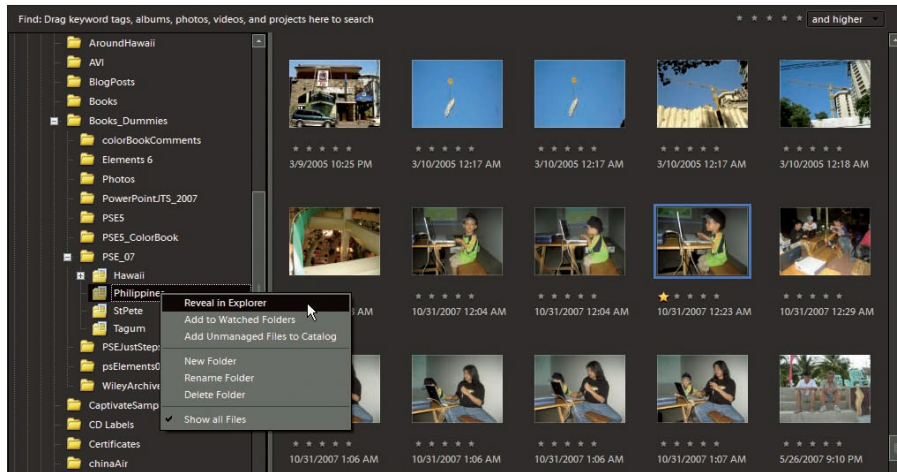 Find: Drag keyword tags, albums, photos, videos, and projects here to search
and higher
AroundHawaii
AVI
BlogPosts
Books
Books_Dummies
colorBookComments
Elements 6
Photos
PowerPointJTS_2007
PSE5
PSE5_ColorBook
PSE_07
Hawaii
Philippines
StPete
Tagum
PSEJustSteps
WileyArchive
CaptivateSamp
CD Labels
Certificates
chinaAir
Reveal in Explorer
Add to Watched Folders
Add Unmanaged Files to Catalog
New Folder
Rename Folder
Delete Folder
Show all Files
3/9/2005 10:25 PM
3/10/2005 12:17 AM
3/10/2005 12:17 AM
3/10/2005 12:17 AM
3/10/2005 12:18 AM
AM
10/31/2007 12:04 AM
10/31/2007 12:04 AM
10/31/2007 12:23 AM
10/31/2007 12:29 AM
10/31/2007 1:06 AM
10/31/2007 1:06 AM
10/31/2007 1:06 AM
10/31/2007 1:07 AM
5/26/2007 9:10 PM